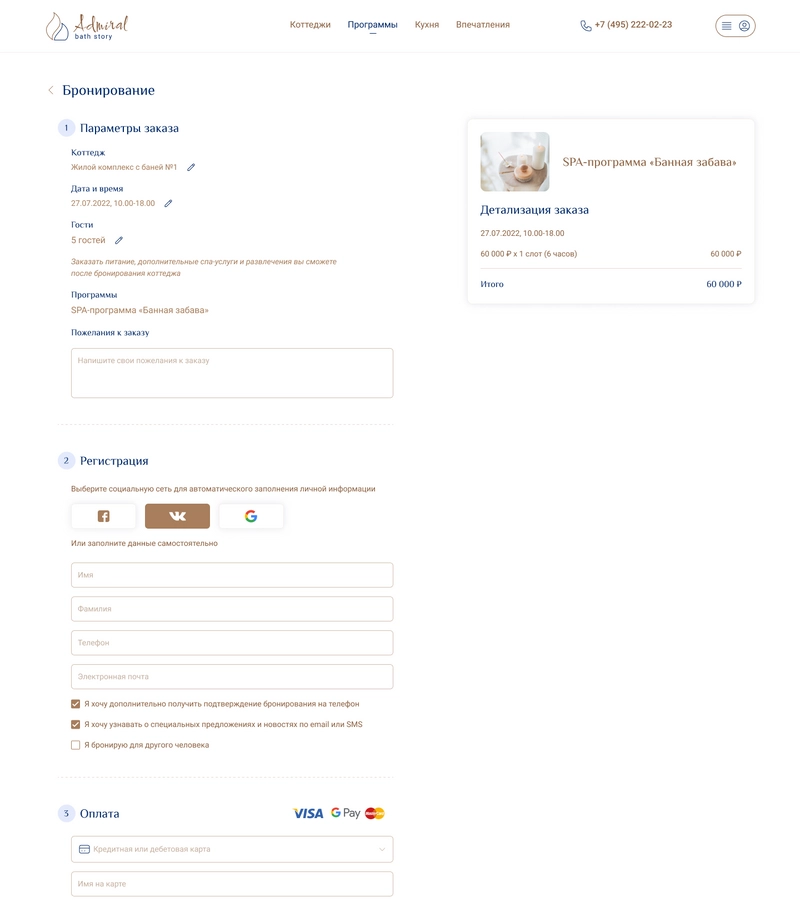 Admiral
bath story
Коттеджи
Программы
Кухня
Впечатления
+7 (495) 222-02-23
Бронирование
1
Параметры заказа
Коттедж
Жилой комплекс с баней №1
Дата и время
27.07.2022, 10.00-18.00
Гости
5 гостей
Заказать питание, дополнительные спа-услуги и развлечения вы сможете
после бронирования коттеджа
Программы
SPA-программа «Банная забава»
Пожелания к заказу
Напишите свои пожелания к заказу
SPA-программа «Банная забава»
Детализация заказа
27.07.2022, 10.00-18.00
60 000 ₽ x 1 слот (6 часов)
60 000 ₽
Итого
60 000 ₽
2
Регистрация
Выберите социальную сеть для автоматического заполнения личной информации
Или заполните данные самостоятельно
Имя
Фамилия
Телефон
Электронная почта
Я хочу дополнительно получить подтверждение бронирования на телефон
Я хочу узнавать о специальных предложениях и новостях по email или SMS
Я бронирую для другого человека
3
Оплата
VISA
G Pay
MasterCard
Кредитная или дебетовая карта
Имя на карте